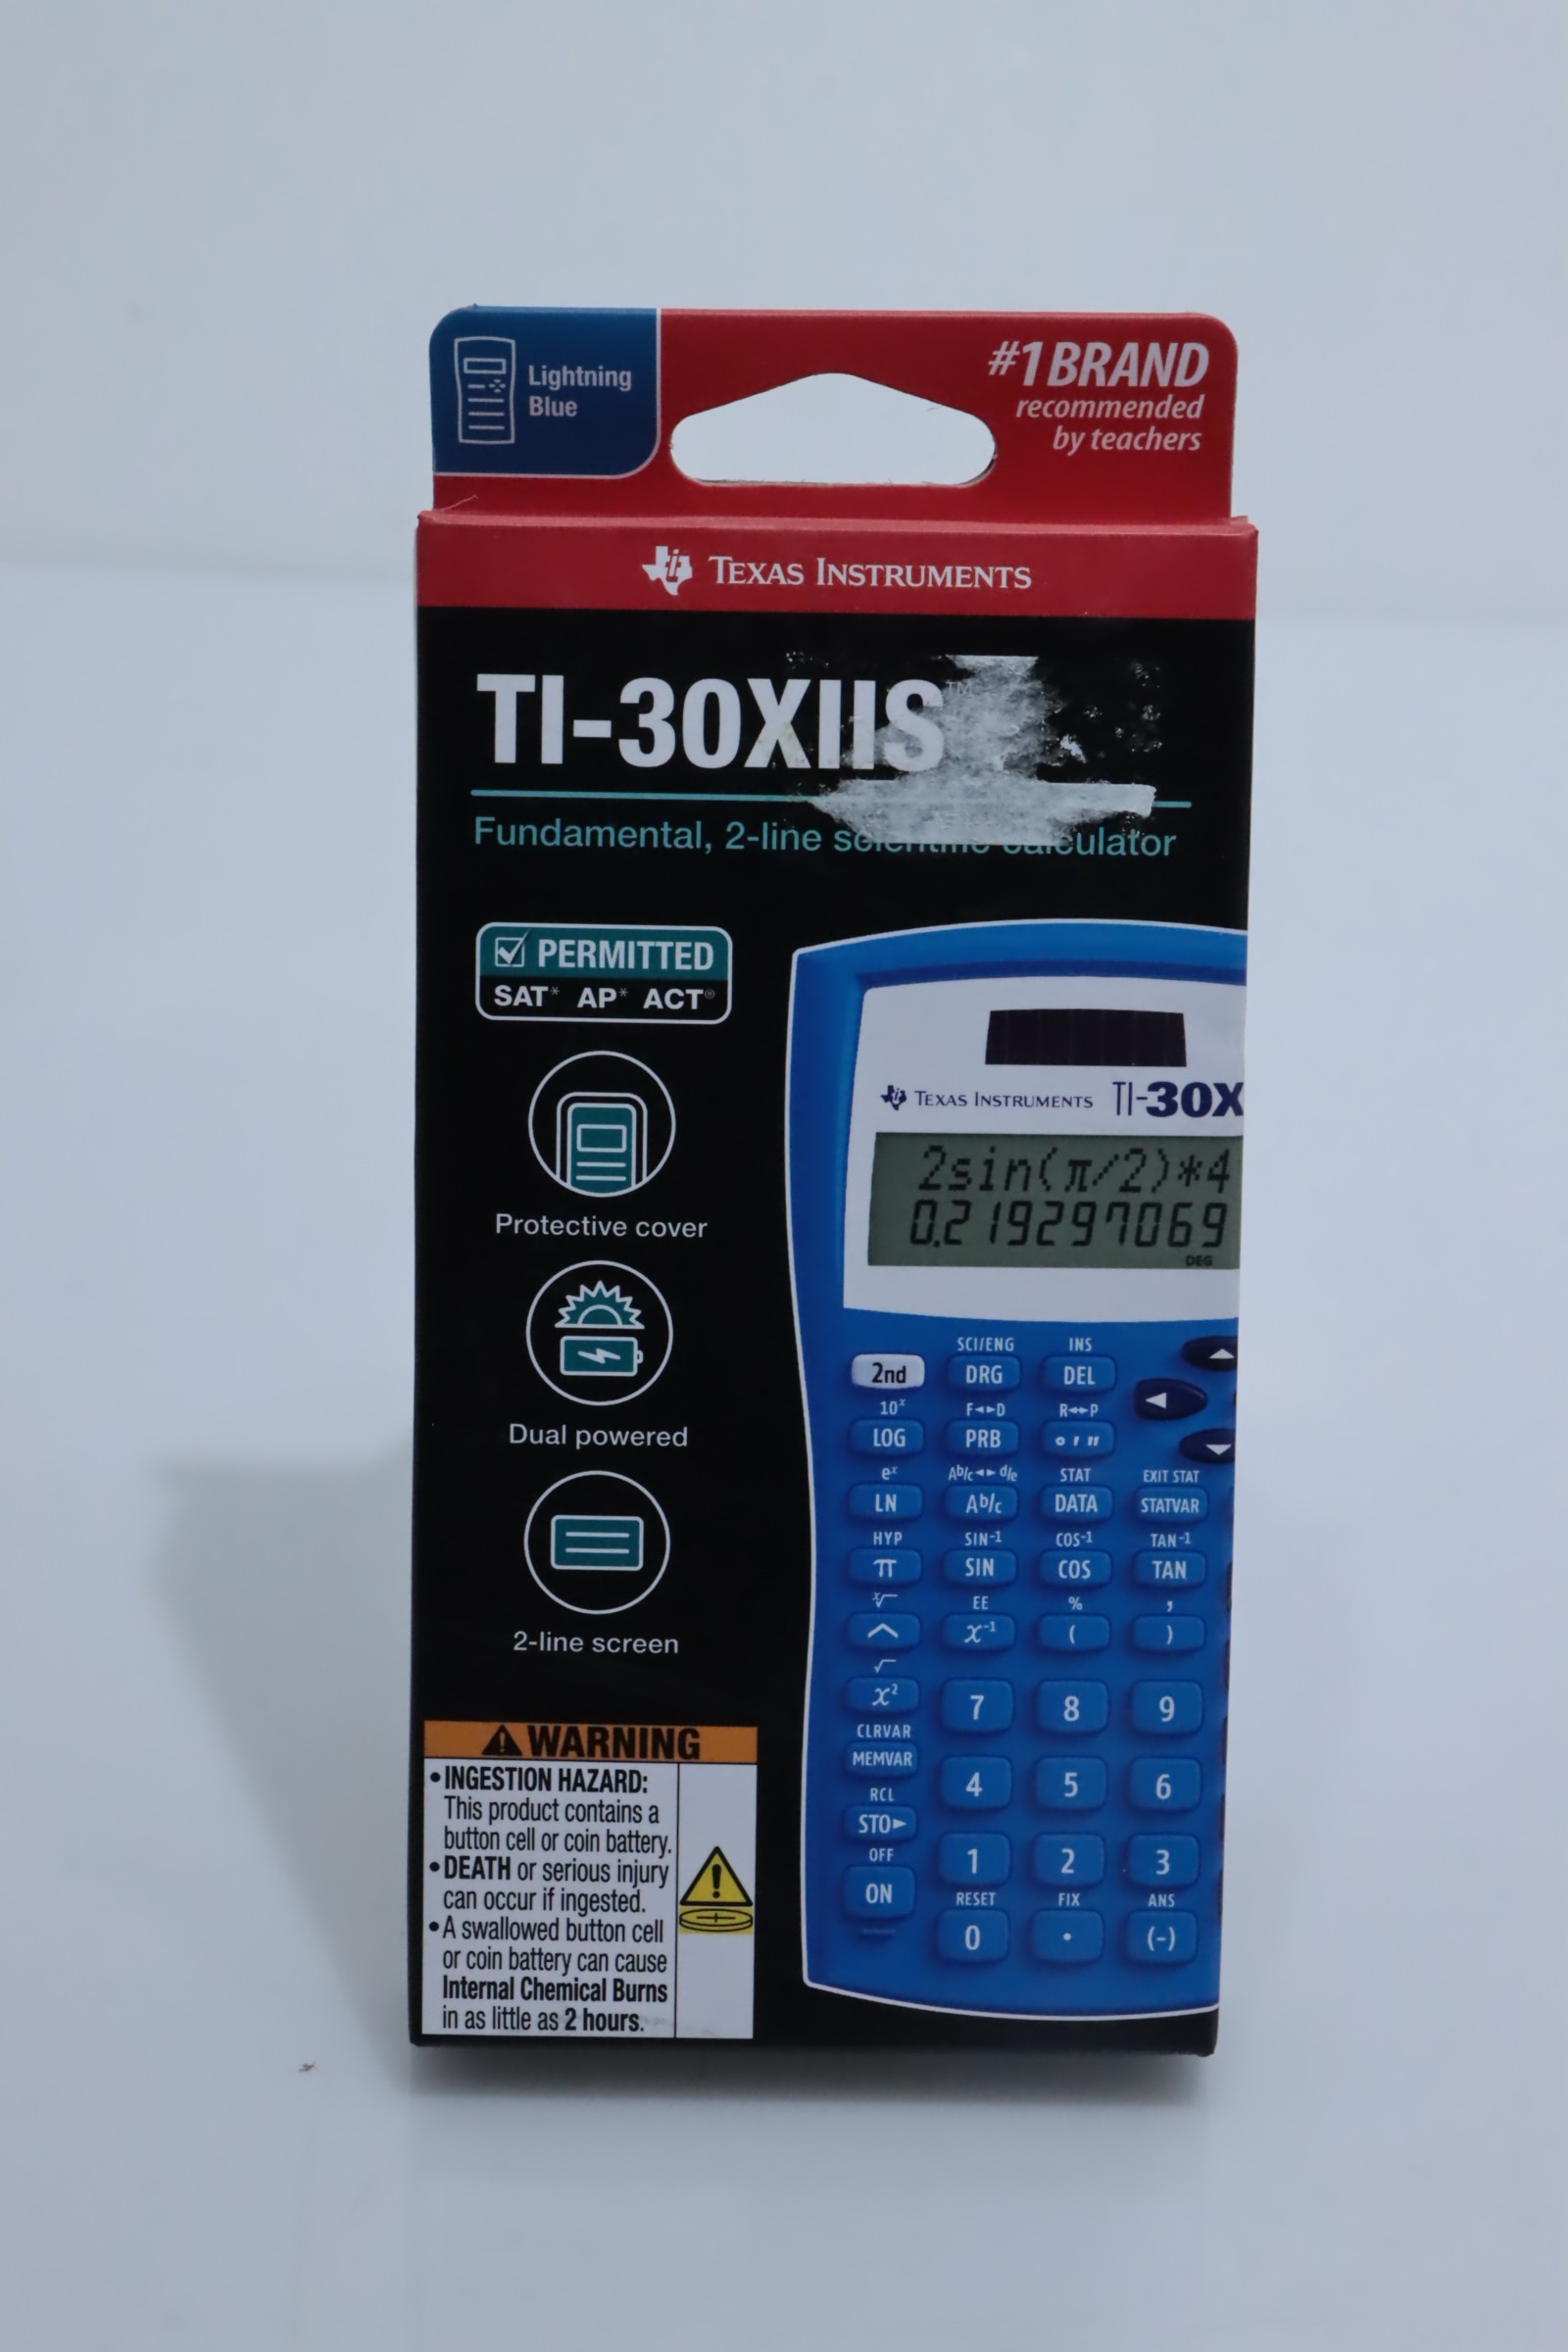 Lightning
Blue
#1 BRAND
recommended
by teachers
TEXAS INSTRUMENTS
TI-30XIIS™
Fundamental, 2-line scientific calculator
PERMITTED
SAT* AP* ACT®
Protective cover
Dual powered
2-line screen
WARNING
•INGESTION HAZARD:
This product contains a
button cell or coin battery.
•DEATH or serious injury
can occur if ingested.
•A swallowed button cell
or coin battery can cause
Internal Chemical Burns
in as little as 2 hours.
TEXAS INSTRUMENTS TI-30X
2sin(π/2)*4
0.219297069
DEG
SCI/ENG INS
2nd DRG DEL
10ˣ F◄►D R◄►P
LOG PRB ° ' "
eˣ Ab/c◄►d/e STAT EXIT STAT
LN Ab/c DATA STATVAR
HYP SIN⁻¹ COS⁻¹ TAN⁻¹
π SIN COS TAN
ˣ√ EE % ,
^ x⁻¹ ( )
√
x² 7 8 9
CLRVAR
MEMVAR 4 5 6
RCL
STO►
OFF 1 2 3
ON
RESET FIX ANS
0 . (-)